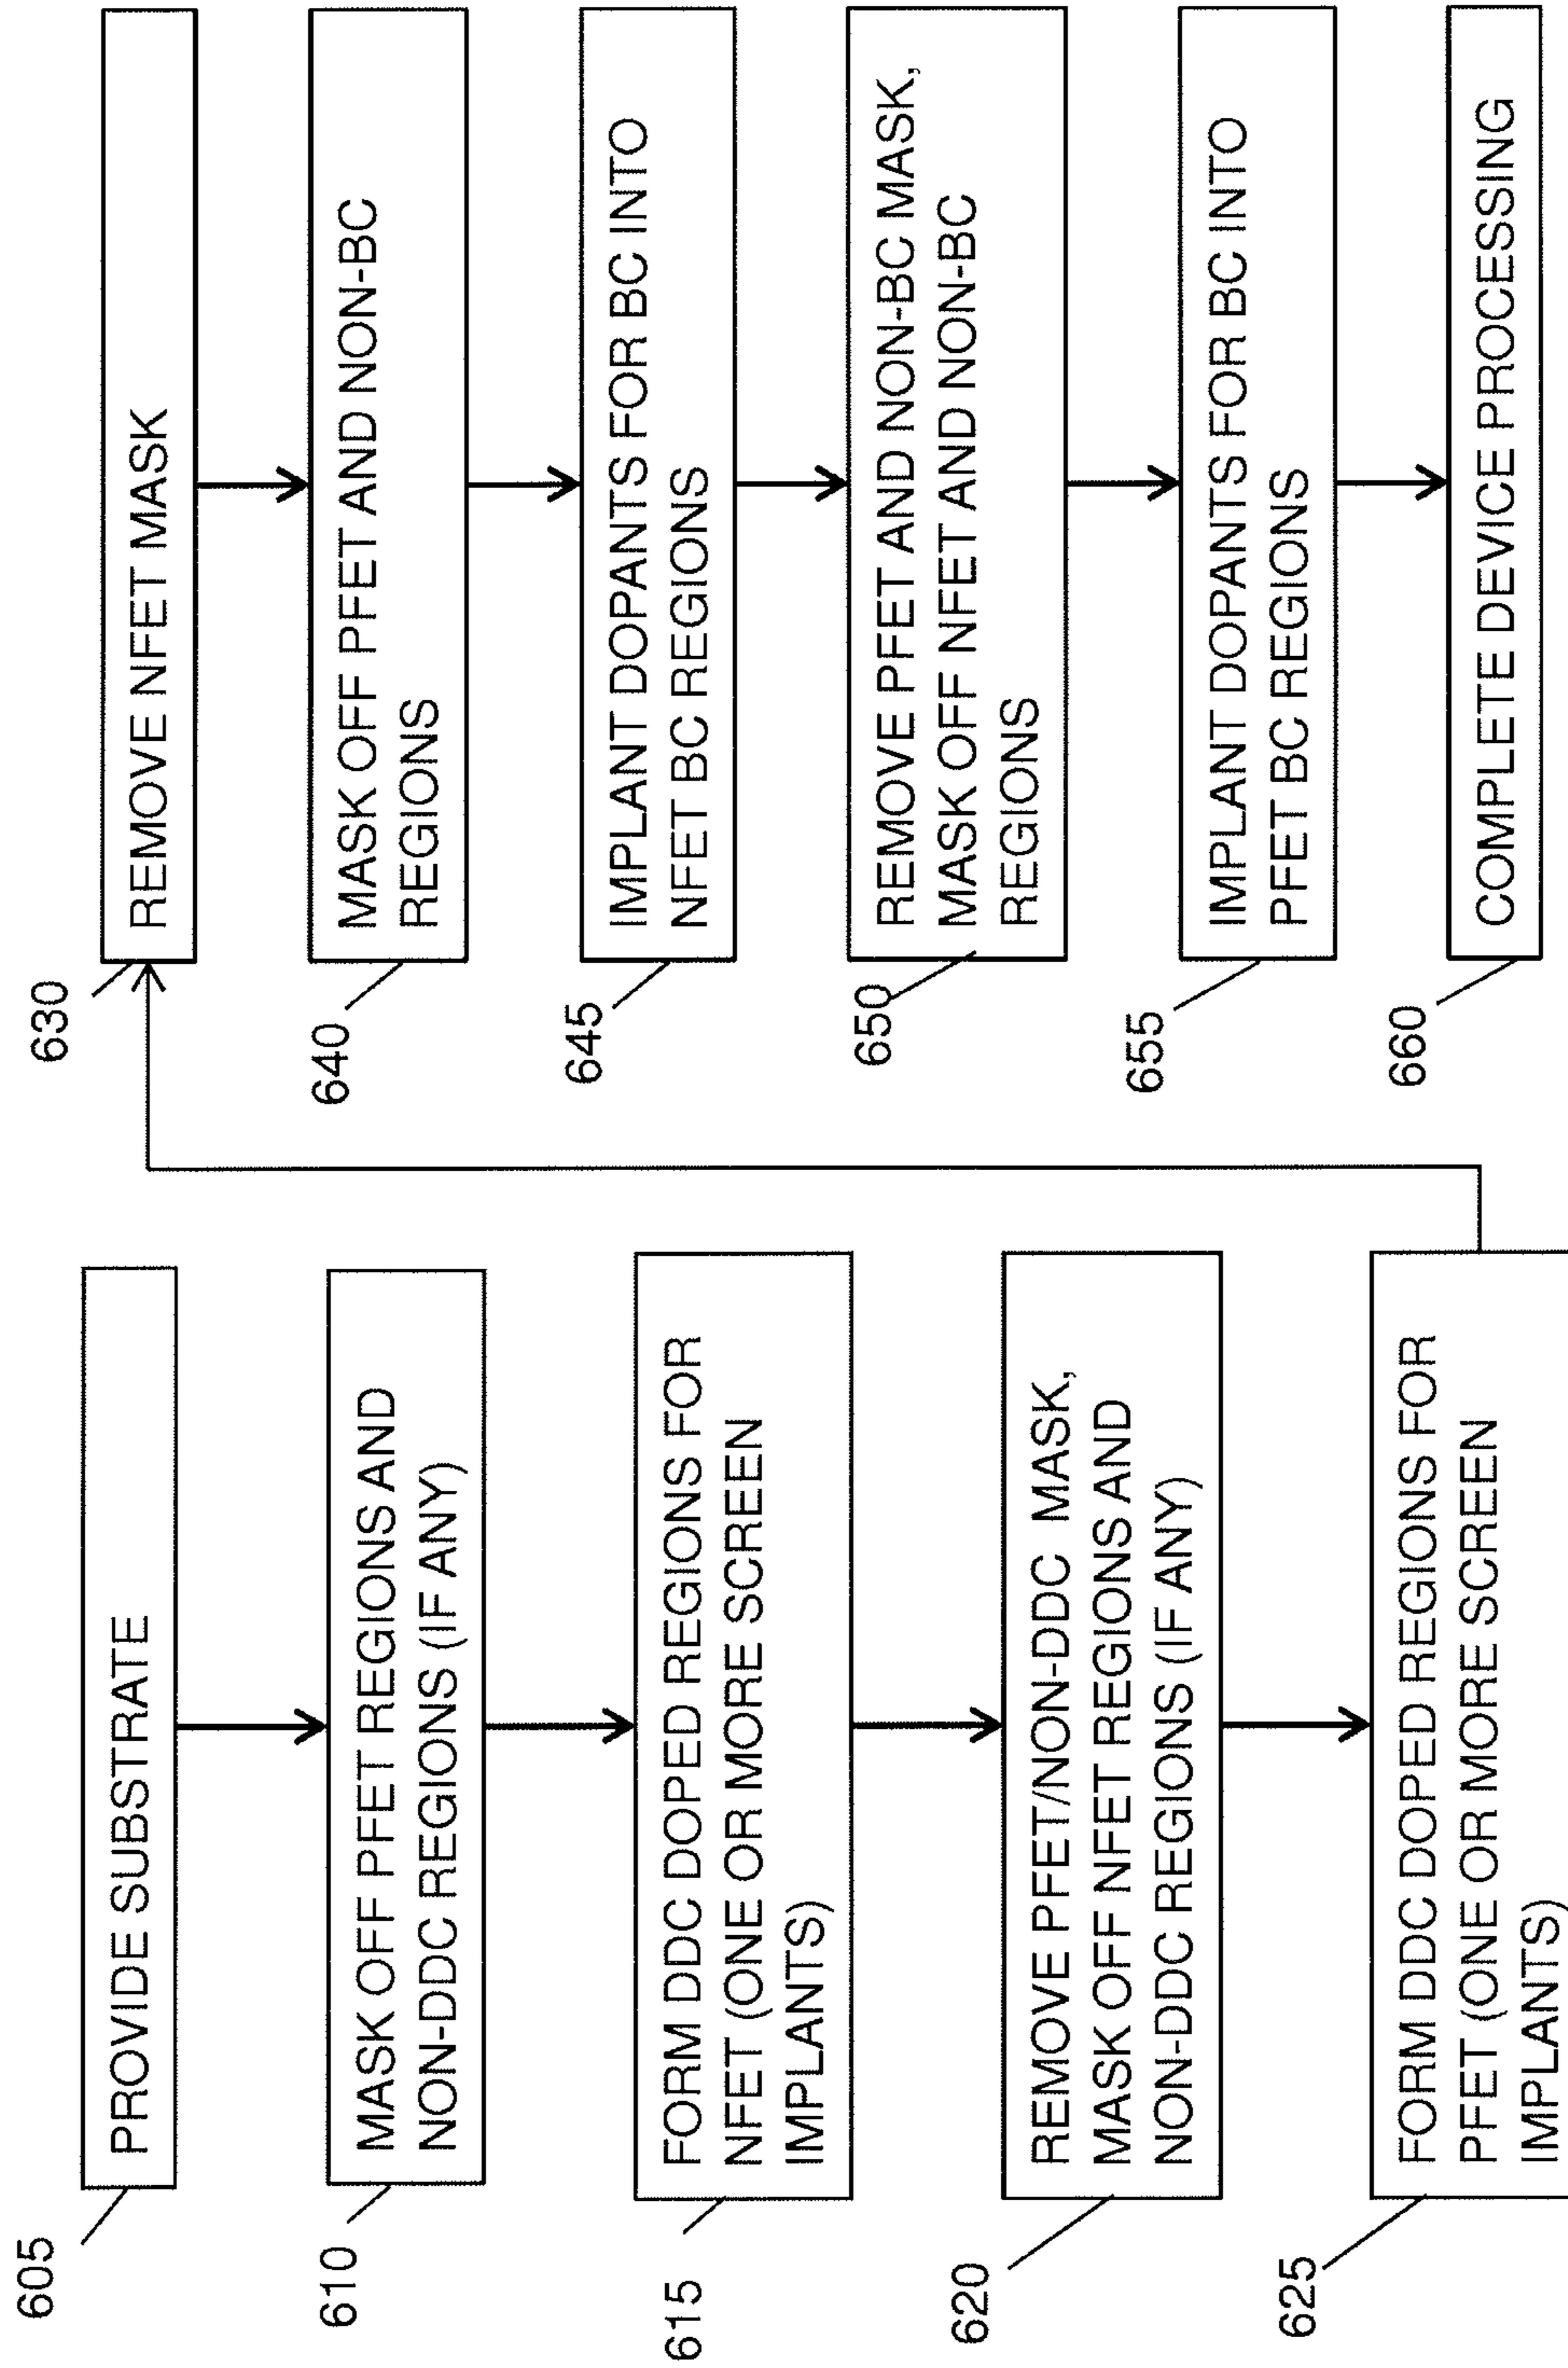 605
PROVIDE SUBSTRATE
610
MASK OFF PFET REGIONS AND
NON-DDC REGIONS (IF ANY)
615
FORM DDC DOPED REGIONS FOR
NFET (ONE OR MORE SCREEN
IMPLANTS)
620
REMOVE PFET/NON-DDC MASK,
MASK OFF NFET REGIONS AND
NON-DDC REGIONS (IF ANY)
625
FORM DDC DOPED REGIONS FOR
PFET (ONE OR MORE SCREEN
IMPLANTS)
630
REMOVE NFET MASK
640
MASK OFF PFET AND NON-BC
REGIONS
645
IMPLANT DOPANTS FOR BC INTO
NFET BC REGIONS
650
REMOVE PFET AND NON-BC MASK,
MASK OFF NFET AND NON-BC
REGIONS
655
IMPLANT DOPANTS FOR BC INTO
PFET BC REGIONS
660
COMPLETE DEVICE PROCESSING